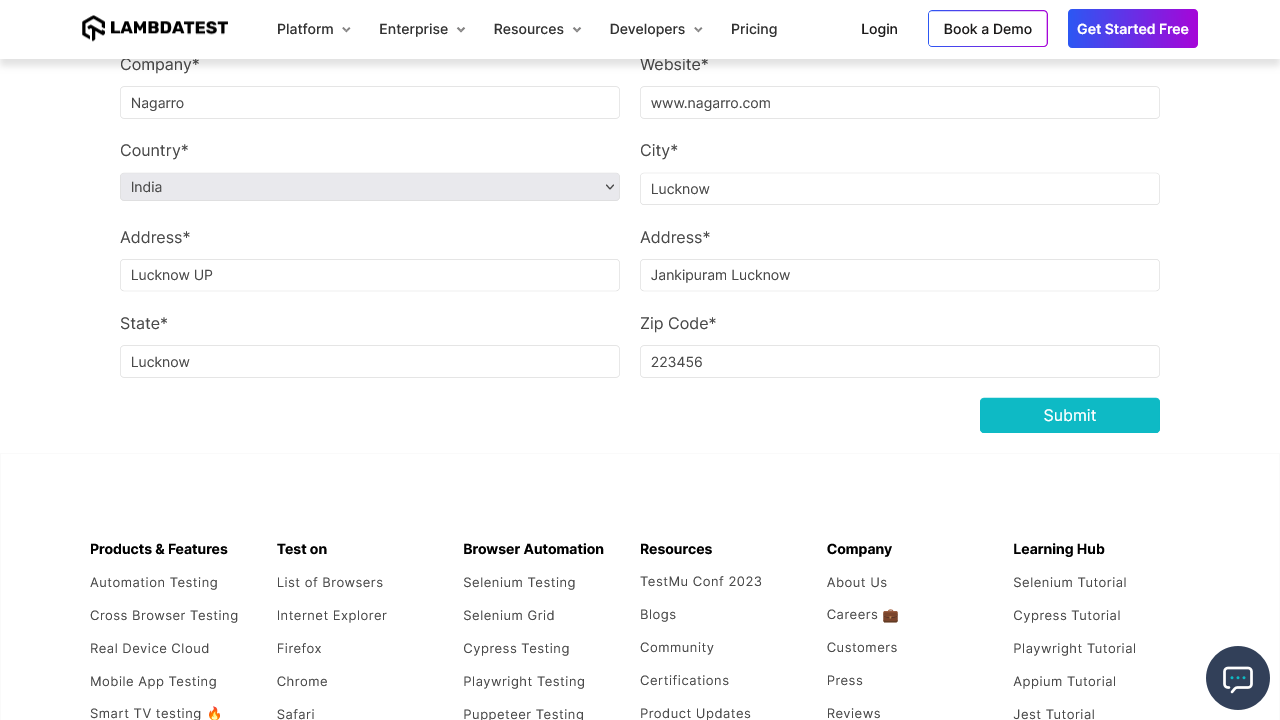 LAMBDATEST Platform Enterprise Resources Developers Pricing Login Book a Demo Get Started Free
Company* Website*
Nagarro www.nagarro.com
Country* City*
India Lucknow
Address* Address*
Lucknow UP Jankipuram Lucknow
State* Zip Code*
Lucknow 223456
Submit
Products & Features Test on Browser Automation Resources Company Learning Hub
Automation Testing List of Browsers Selenium Testing TestMu Conf 2023 About Us Selenium Tutorial
Cross Browser Testing Internet Explorer Selenium Grid Blogs Careers 💼 Cypress Tutorial
Real Device Cloud Firefox Cypress Testing Community Customers Playwright Tutorial
Mobile App Testing Chrome Playwright Testing Certifications Press Appium Tutorial
Smart TV testing 🔥 Safari Puppeteer Testing Product Updates Reviews Jest Tutorial